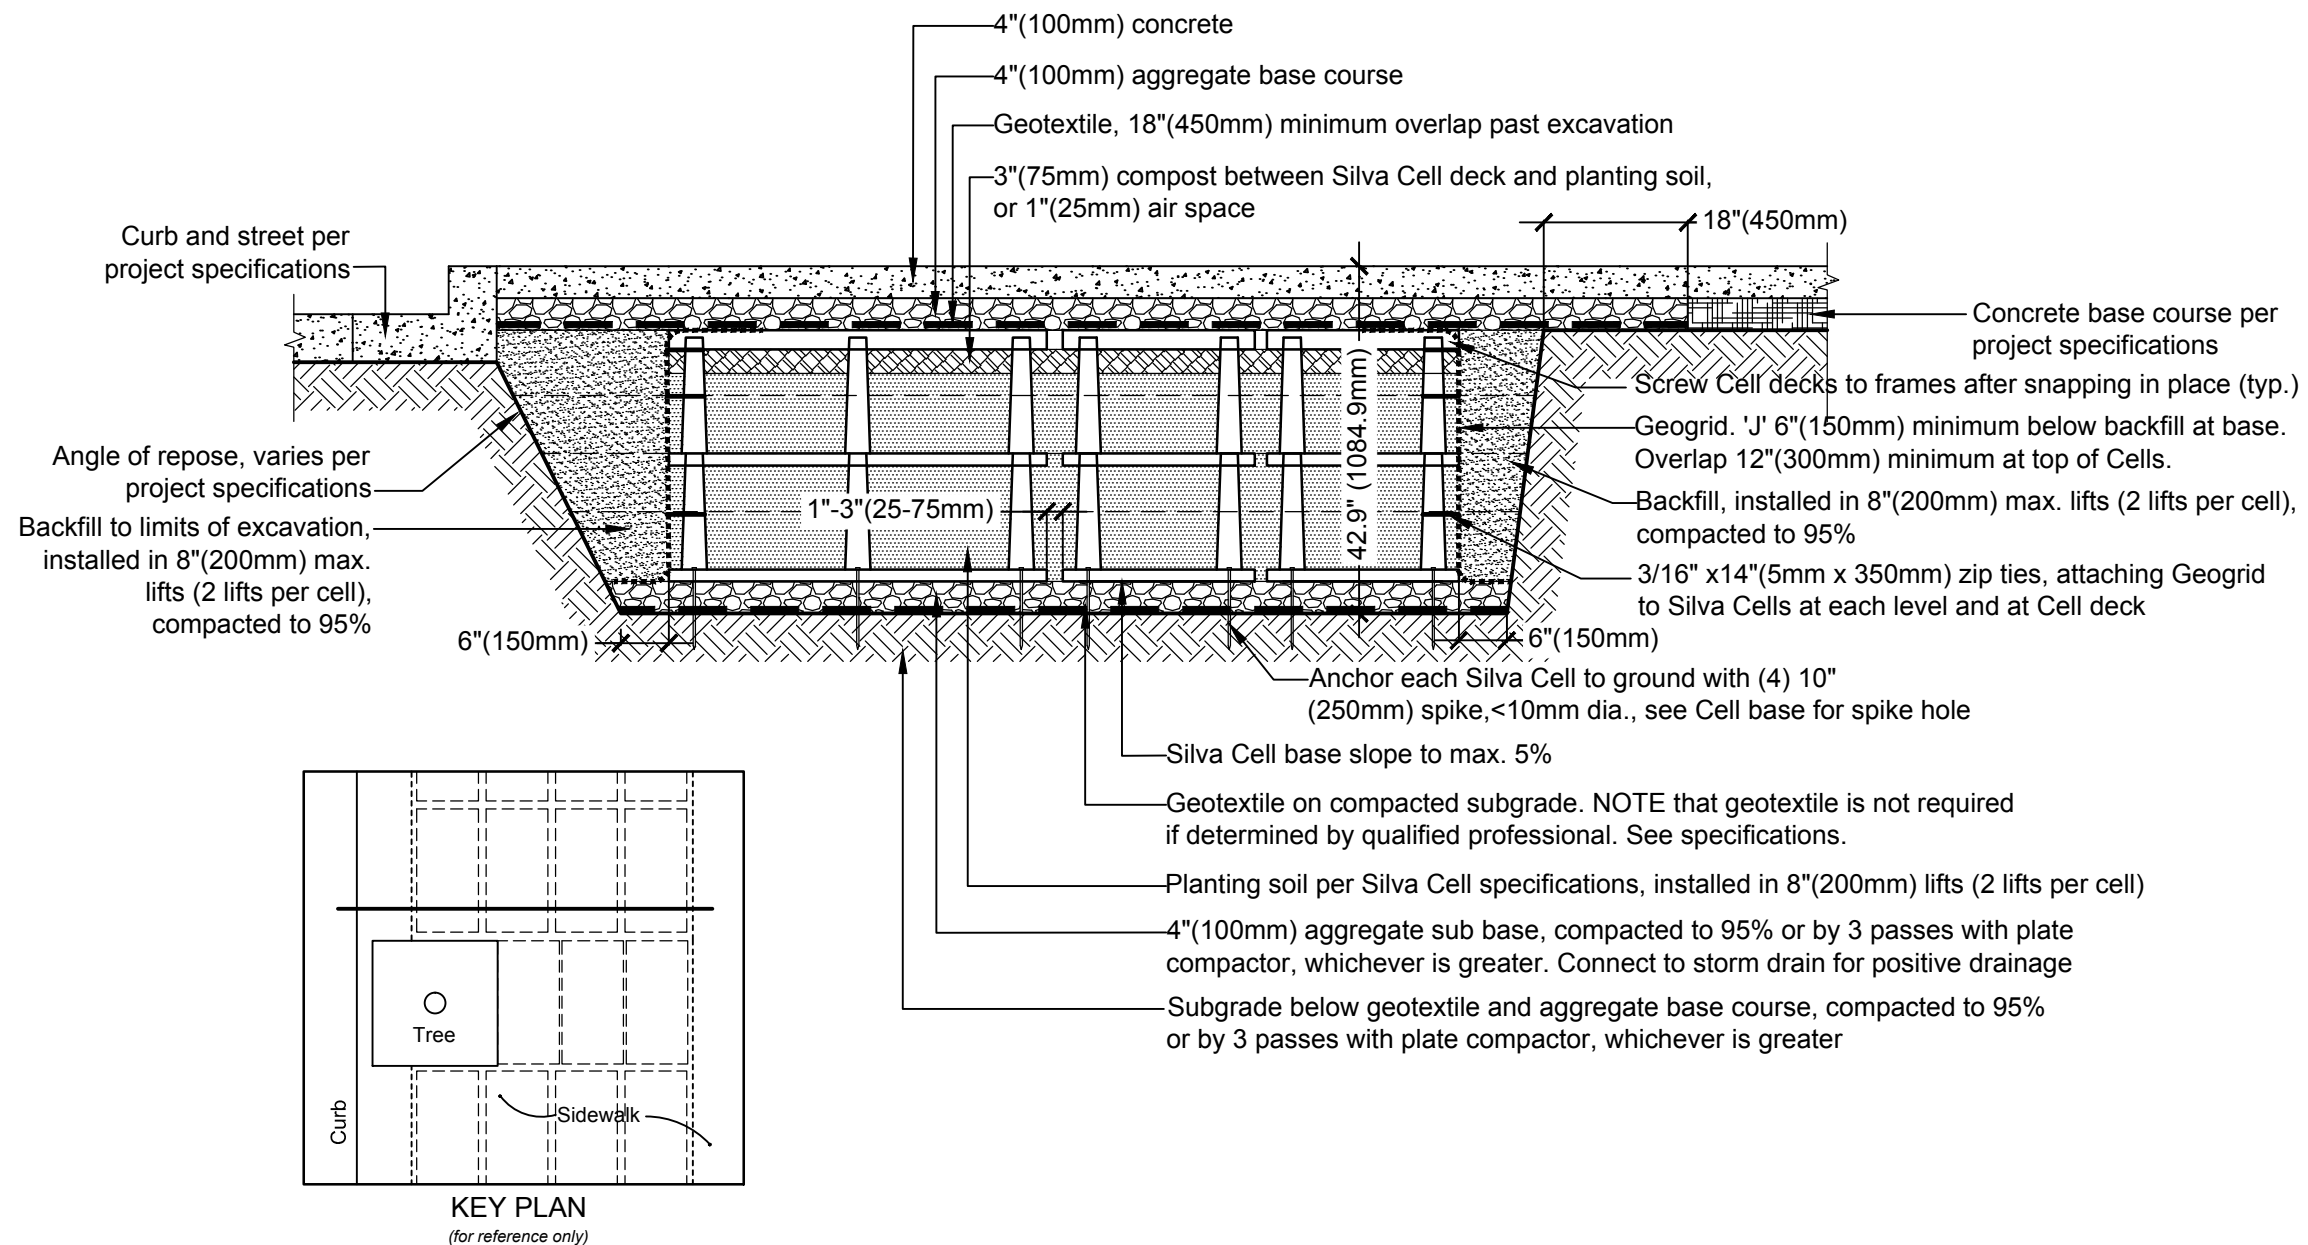 4"(100mm) concrete
4"(100mm) aggregate base course
Geotextile, 18"(450mm) minimum overlap past excavation
3"(75mm) compost between Silva Cell deck and planting soil,
or 1"(25mm) air space
18"(450mm)
Curb and street per
project specifications
Concrete base course per
project specifications
Screw Cell decks to frames after snapping in place (typ.)
Geogrid. 'J' 6"(150mm) minimum below backfill at base.
Overlap 12"(300mm) minimum at top of Cells.
Angle of repose, varies per
project specifications
42.9" (1084.9mm)
1"-3"(25-75mm)
Backfill, installed in 8"(200mm) max. lifts (2 lifts per cell),
compacted to 95%
Backfill to limits of excavation,
installed in 8"(200mm) max.
lifts (2 lifts per cell),
compacted to 95%
3/16" x14"(5mm x 350mm) zip ties, attaching Geogrid
to Silva Cells at each level and at Cell deck
6"(150mm)
6"(150mm)
Anchor each Silva Cell to ground with (4) 10"
(250mm) spike,<10mm dia., see Cell base for spike hole
Silva Cell base slope to max. 5%
Geotextile on compacted subgrade. NOTE that geotextile is not required
if determined by qualified professional. See specifications.
Planting soil per Silva Cell specifications, installed in 8"(200mm) lifts (2 lifts per cell)
4"(100mm) aggregate sub base, compacted to 95% or by 3 passes with plate
compactor, whichever is greater. Connect to storm drain for positive drainage
Subgrade below geotextile and aggregate base course, compacted to 95%
or by 3 passes with plate compactor, whichever is greater
Tree
Curb
Sidewalk
KEY PLAN
(for reference only)